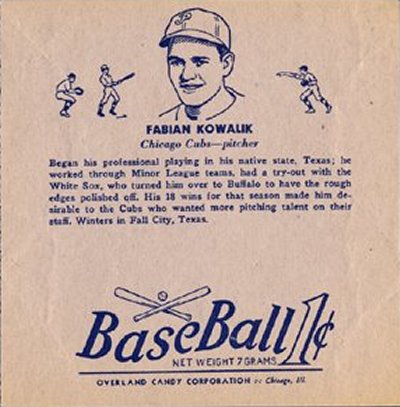 P
FABIAN KOWALIK
Chicago Cubs—pitcher
Began his professional playing in his native state, Texas; he
worked through Minor League teams, had a try-out with the
White Sox, who turned him over to Buffalo to have the rough
edges polished off. His 18 wins for that season made him de-
sirable to the Cubs who wanted more pitching talent on their
staff. Winters in Fall City, Texas.
BaseBall 1¢
NET WEIGHT 7 GRAMS
OVERLAND CANDY CORPORATION :: Chicago, Ill.